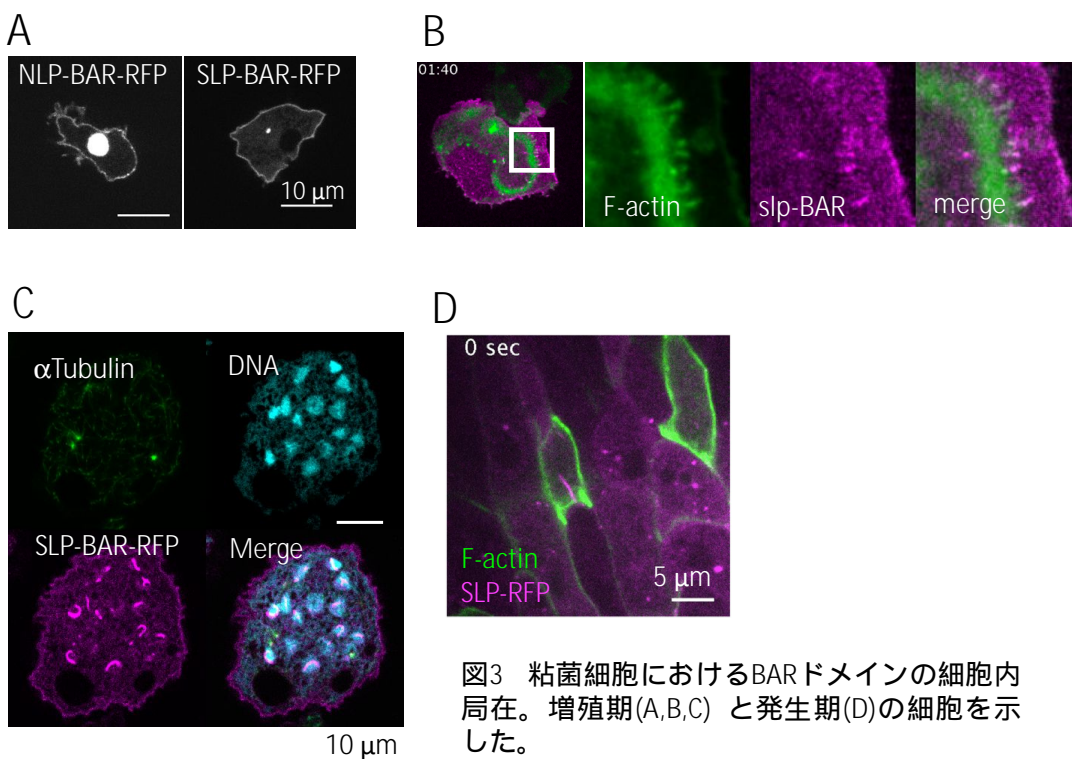 A
NLP-BAR-RFP
SLP-BAR-RFP
10 μm
B
01:40
F-actin
slp-BAR
merge
C
αTubulin
DNA
SLP-BAR-RFP
Merge
10 μm
D
0 sec
F-actin
SLP-RFP
5 μm
図3 粘菌細胞におけるBARドメインの細胞内
局在。増殖期(A,B,C) と発生期(D)の細胞を示
した。